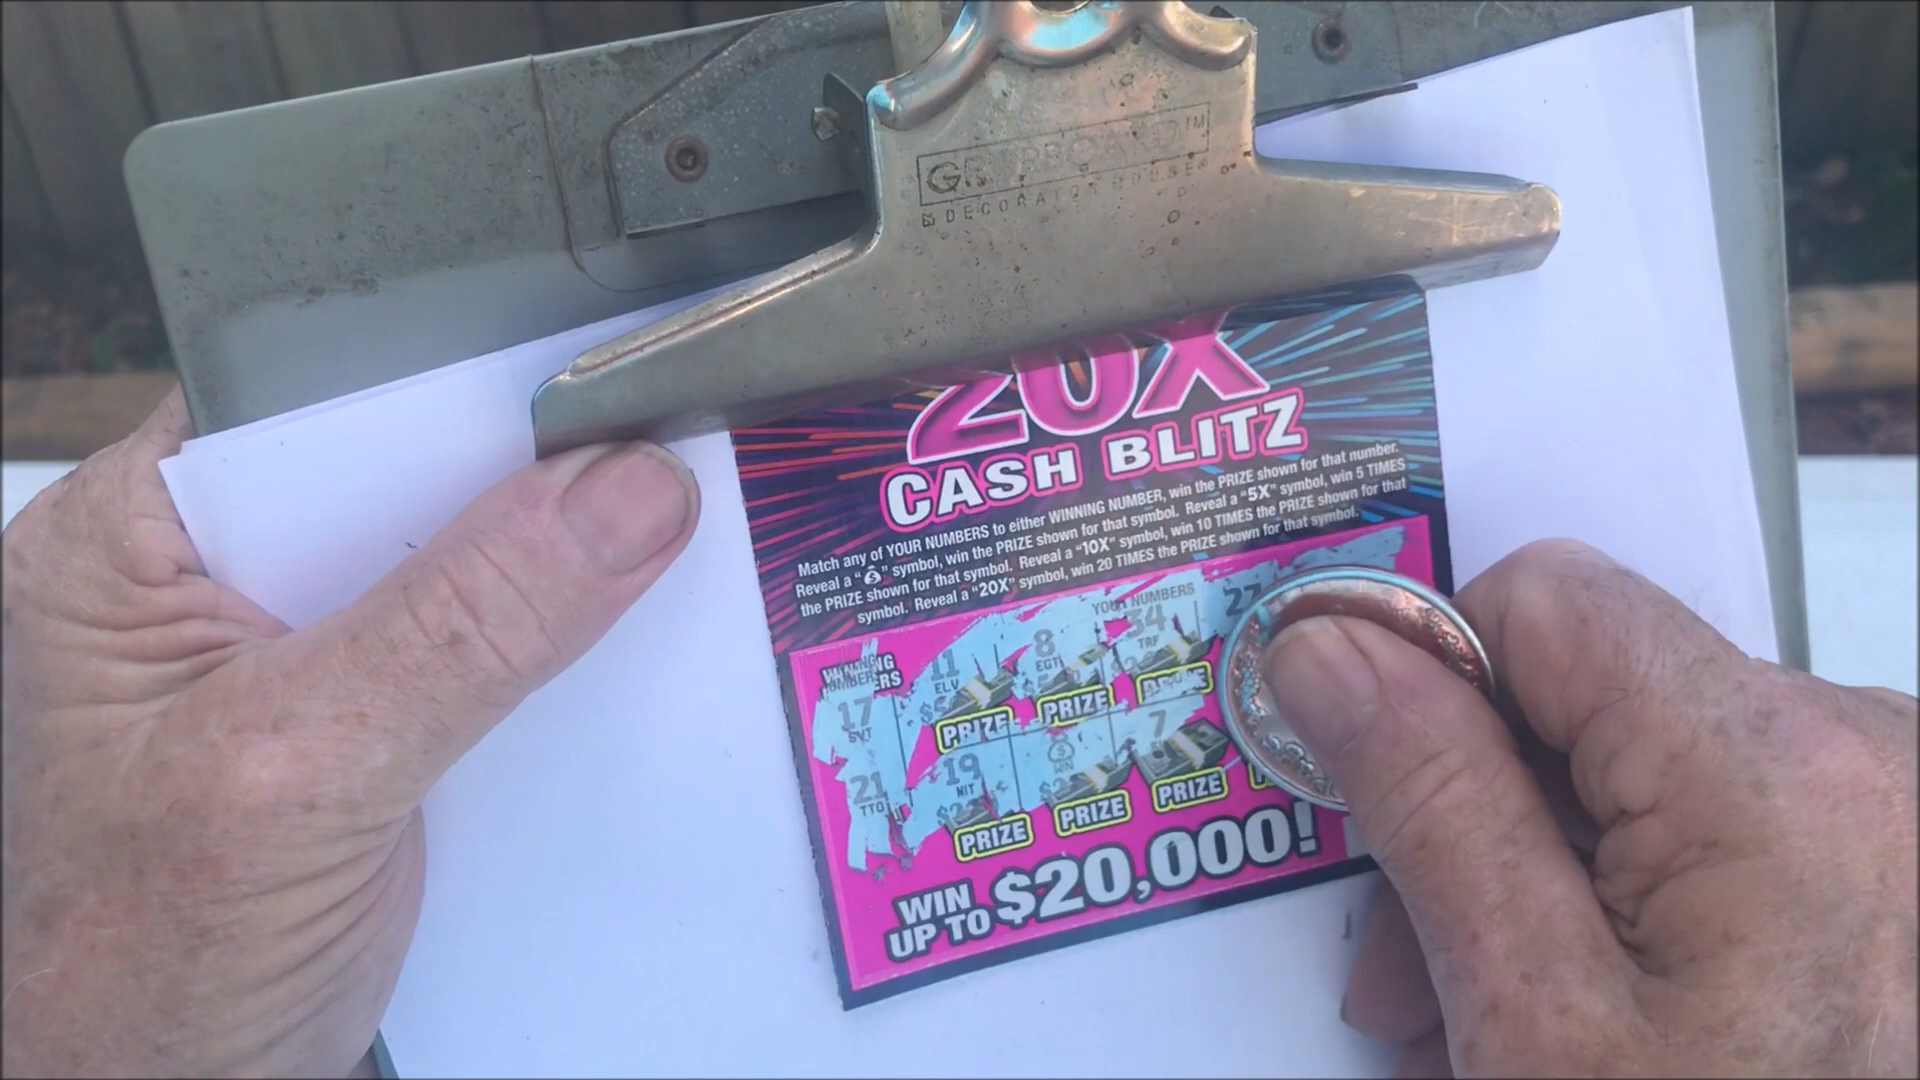 GRIPBOARD TM
DECORATOR HOUSE
20X
CASH BLITZ
Match any of YOUR NUMBERS to either WINNING NUMBER, win the PRIZE shown for that number.
Reveal a "$" symbol, win the PRIZE shown for that symbol. Reveal a "5X" symbol, win 5 TIMES
the PRIZE shown for that symbol. Reveal a "10X" symbol, win 10 TIMES the PRIZE shown for that
symbol. Reveal a "20X" symbol, win 20 TIMES the PRIZE shown for that symbol.
YOUR NUMBERS
11 8 34 27
ELV EGT TRF
PRIZE PRIZE
17
19 7
NIT
21
TTO
PRIZE PRIZE PRIZE
WIN
UP TO $20,000!